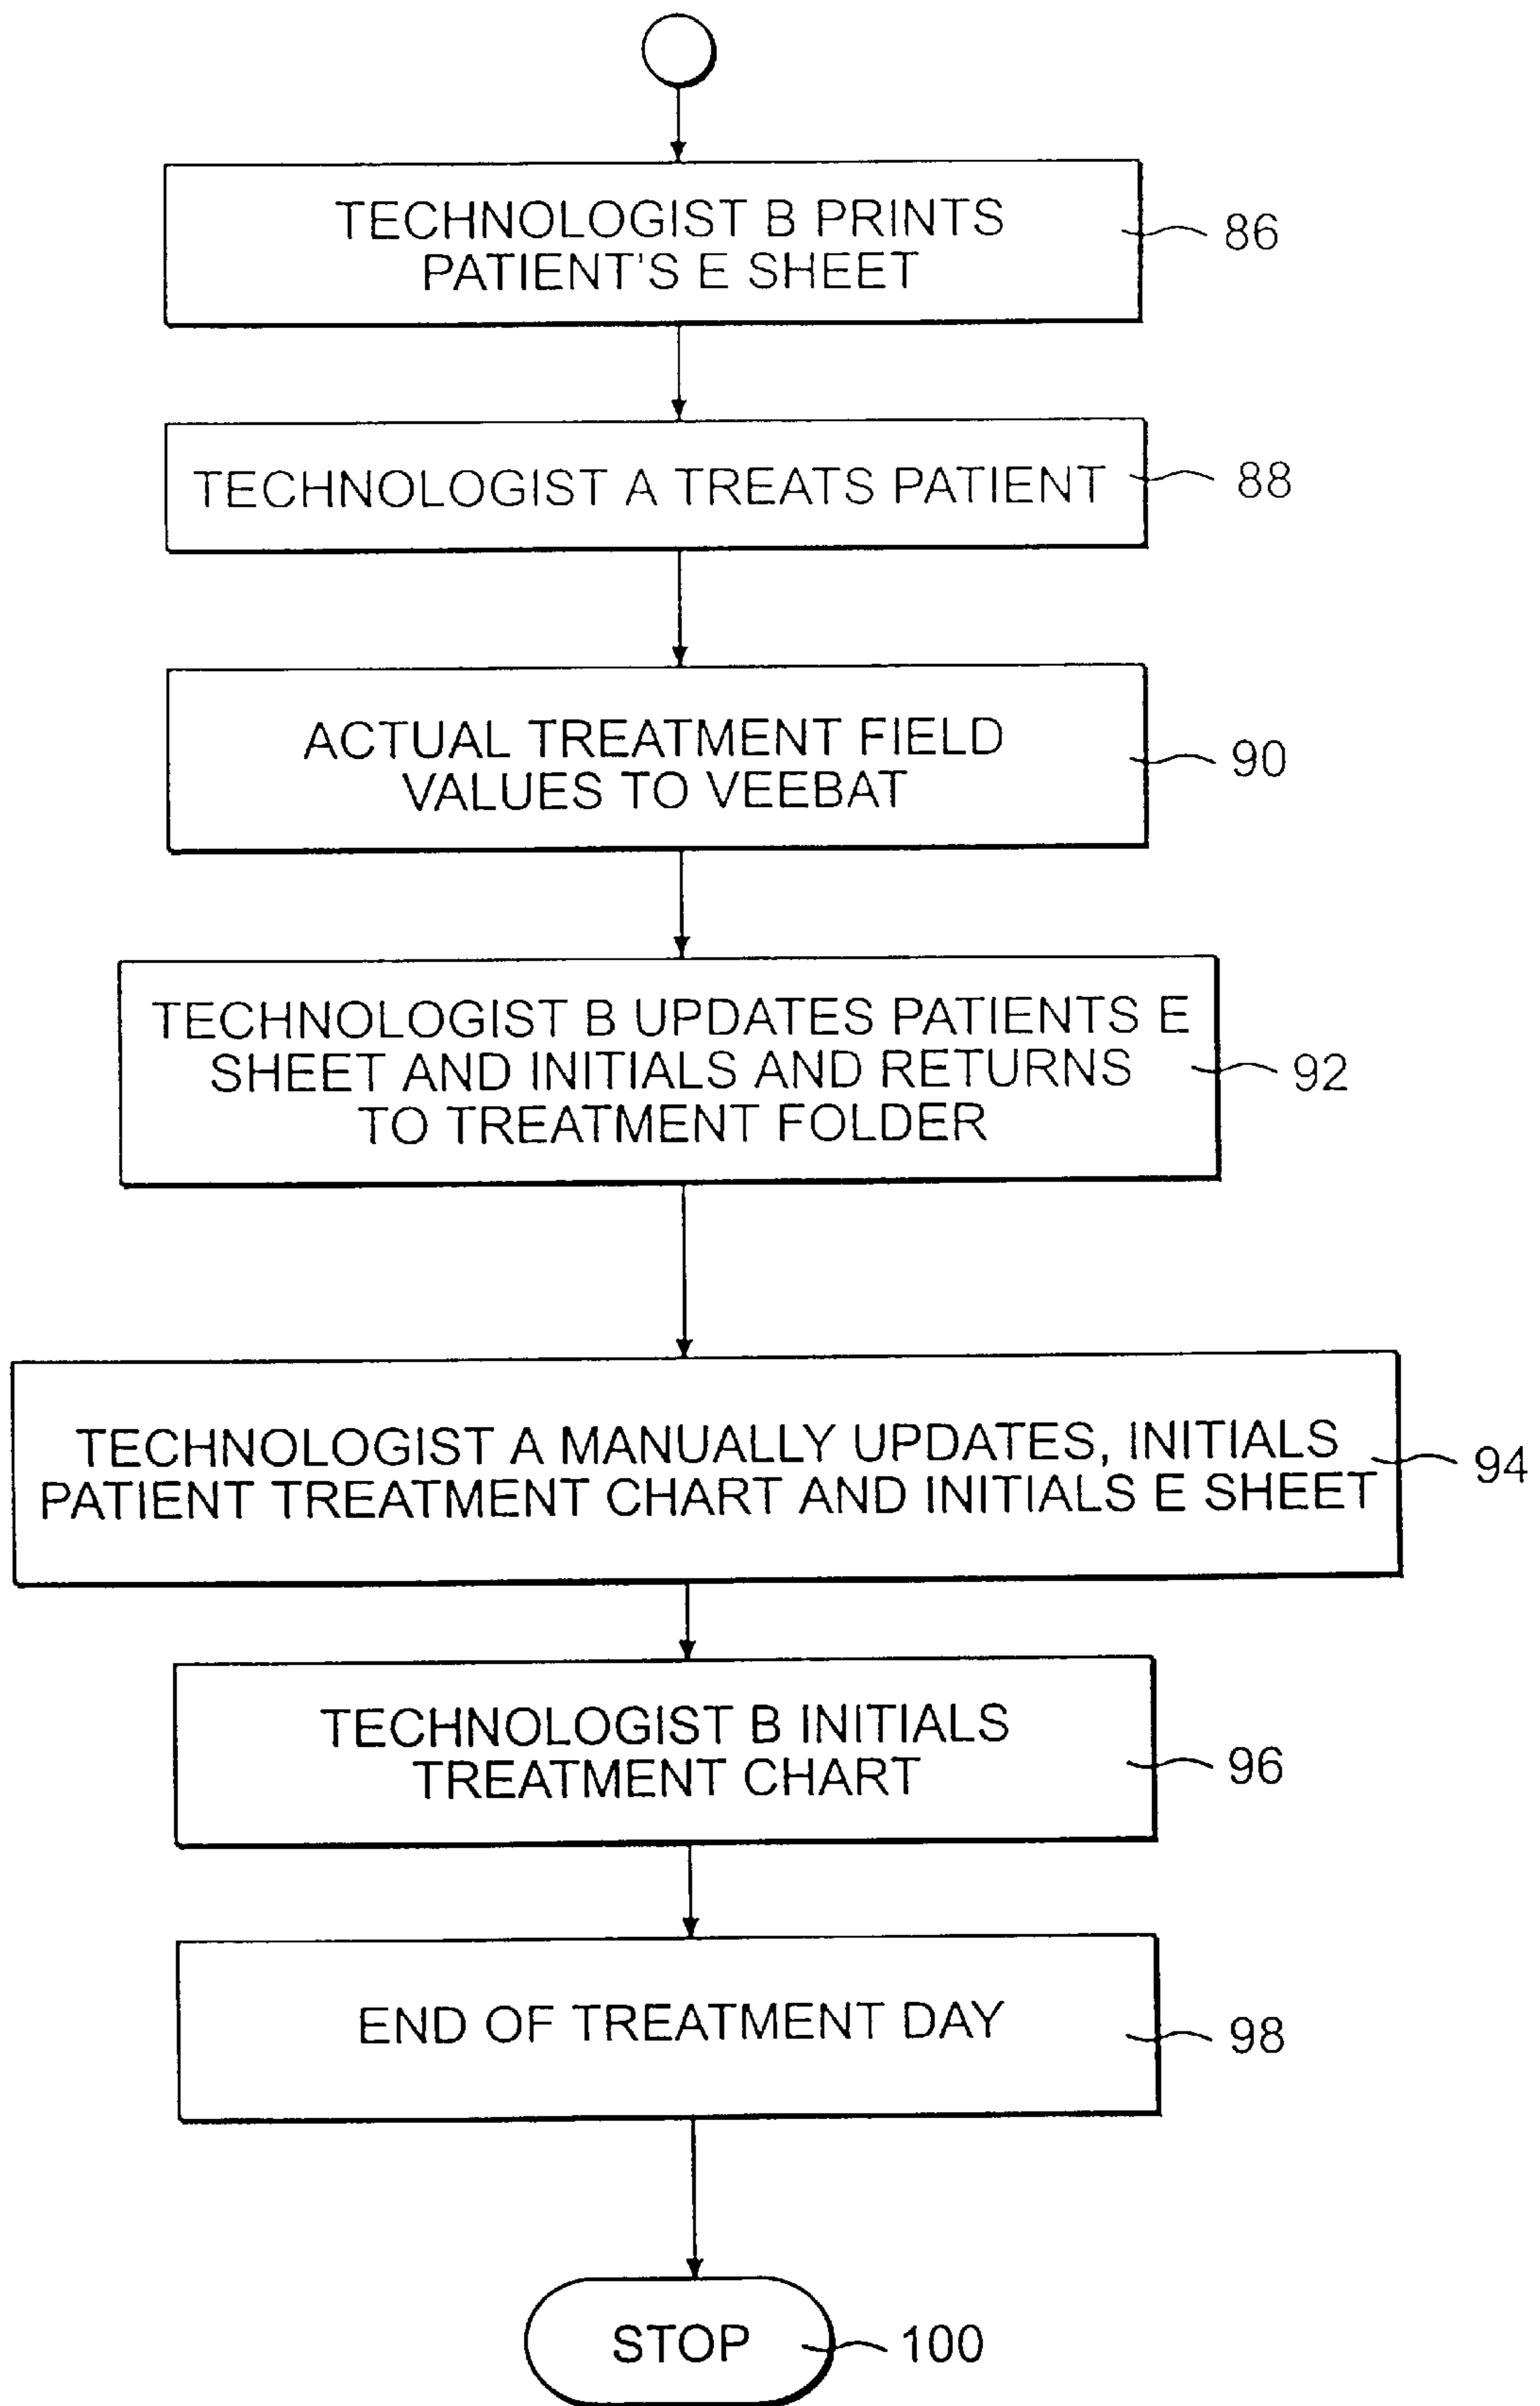 TECHNOLOGIST B PRINTS
PATIENT'S E SHEET
86
TECHNOLOGIST A TREATS PATIENT
88
ACTUAL TREATMENT FIELD
VALUES TO VEEBAT
90
TECHNOLOGIST B UPDATES PATIENTS E
SHEET AND INITIALS AND RETURNS
TO TREATMENT FOLDER
92
TECHNOLOGIST A MANUALLY UPDATES, INITIALS
PATIENT TREATMENT CHART AND INITIALS E SHEET
94
TECHNOLOGIST B INITIALS
TREATMENT CHART
96
END OF TREATMENT DAY
98
STOP
100